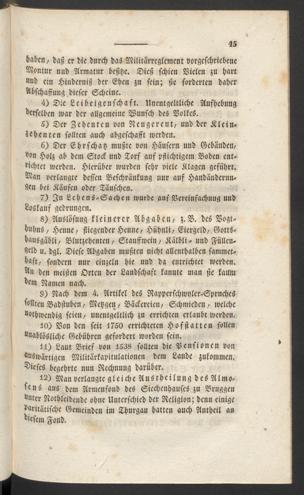 15
haben, daß er die durch das Militärreglement vorgeschriebene
Montur und Armatur besitze. Dieß schien Vielen zu hart
und ein Hinderniß der Ehen zu sein; sie forderten daher
Abschaffung dieser Scheine.
4) Die Leibeigenschaft. Unentgeltliche Aufhebung
derselben war der allgemeine Wunsch des Volkes.
5) Der Zehenten von Neugereut, und der Klein-
zehenten sollten auch abgeschafft werden.
6) Der Ehrschatz mußte von Häusern und Gebäuden,
von Holz ab dem Stock und Torf auf pflichtigem Boden ent-
richtet werden. Hierüber wurden sehr viele Klagen geführt.
Man verlangte dessen Beschränkung nur auf Handänderun-
gen bei Käufen oder Täuschen.
7) In Lehens-Sachen wurde auf Vereinfachung und
Loskauf gedrungen.
8) Auslösung kleinerer Abgaben, z. B. des Vogt-
huhns, Henne, fliegender Henne, Hühnli, Eiergeld, Gotts-
hausgäbli, Blutzehenten, Staufwein, Kälbli- und Füllen-
geld u. dgl. Diese Abgaben mußten nicht allenthalben sammet-
haft, sondern nur einzeln hie und da entrichtet werden.
An den meisten Orten der Landschaft kannte man sie kaum
dem Namen nach.
9) Nach dem 4. Artikel des Rapperschwyler-Spruchs
sollten Badstuben, Metzgen, Bäckereien, Schmieden, welche
nothwendig seien, unentgeltlich zu errichten erlaubt werden.
10) Von den seit 1750 errichteten Hofstatten sollen
unabläßliche Gebühren gefordert worden sein.
11) Laut Brief von 1538 sollten die Pensionen von
auswärtigen Militärkapitulationen dem Lande zukommen.
Dieses begehrte nun Rechnung darüber.
12) Man verlangte gleiche Austheilung des Almo-
sens aus dem Armenfond des Siechenhauses zu Bruggen
unter Nothleidende ohne Unterschied der Religion; denn einige
paritätische Gemeinden im Thurgau hatten auch Antheil an
diesem Fond.